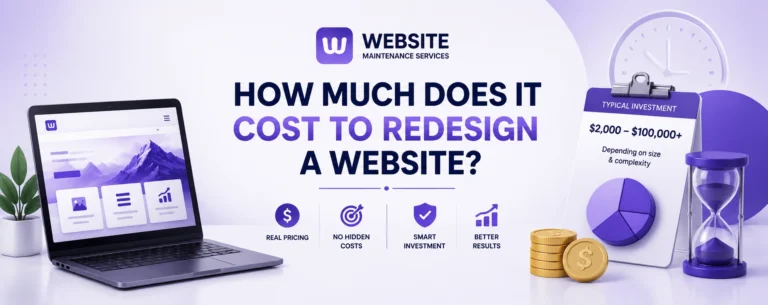 W WEBSITE
MAINTENANCE SERVICES
HOW MUCH DOES IT
COST TO REDESIGN
A WEBSITE?
REAL PRICING
NO HIDDEN
COSTS
SMART
INVESTMENT
BETTER
RESULTS
TYPICAL INVESTMENT
$2,000 – $100,000+
Depending on size
& complexity